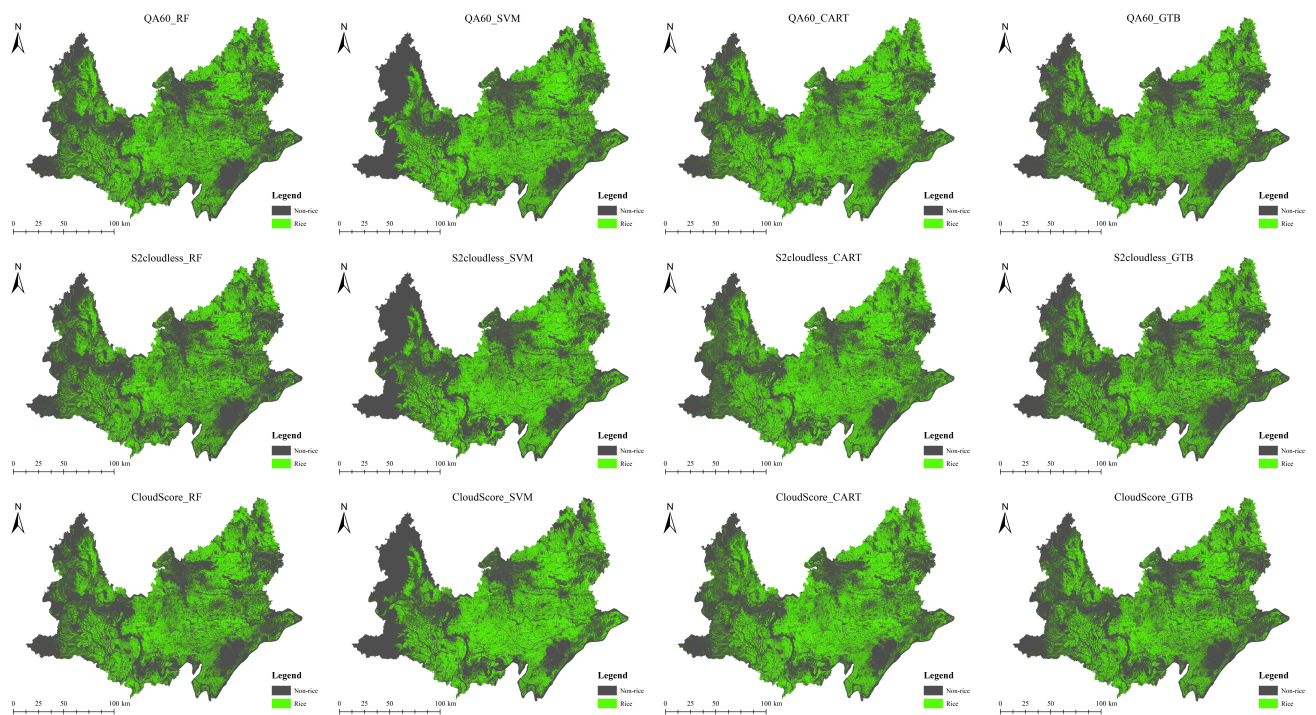 QA60_RF
N
Legend
Non-rice
Rice
0 25 50 100 km
QA60_SVM
N
Legend
Non-rice
Rice
0 25 50 100 km
QA60_CART
N
Legend
Non-rice
Rice
0 25 50 100 km
QA60_GTB
N
Legend
Non-rice
Rice
0 25 50 100 km
S2cloudless_RF
N
Legend
Non-rice
Rice
0 25 50 100 km
S2cloudless_SVM
N
Legend
Non-rice
Rice
0 25 50 100 km
S2cloudless_CART
N
Legend
Non-rice
Rice
0 25 50 100 km
S2cloudless_GTB
N
Legend
Non-rice
Rice
0 25 50 100 km
CloudScore_RF
N
Legend
Non-rice
Rice
0 25 50 100 km
CloudScore_SVM
N
Legend
Non-rice
Rice
0 25 50 100 km
CloudScore_CART
N
Legend
Non-rice
Rice
0 25 50 100 km
CloudScore_GTB
N
Legend
Non-rice
Rice
0 25 50 100 km